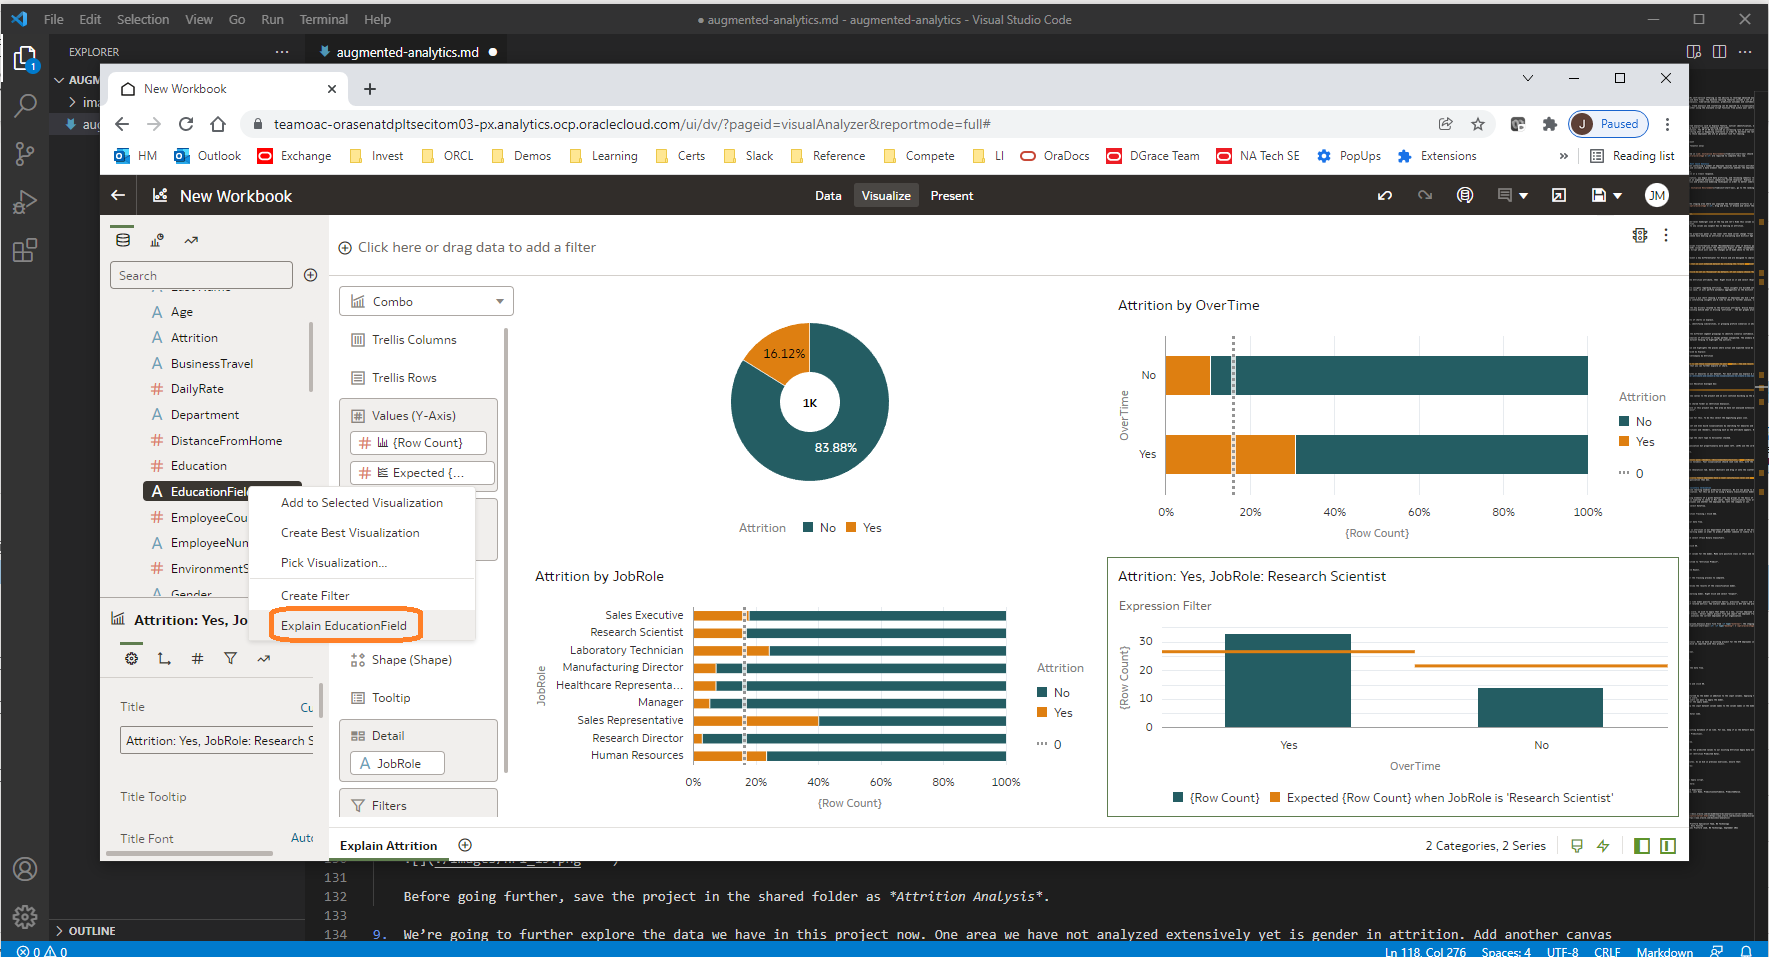 File Edit Selection View Go Run Terminal Help
● augmented-analytics.md - augmented-analytics - Visual Studio Code
EXPLORER
augmented-analytics.md
1
AUGM
ima
aug
New Workbook
teamoac-orasenatdpltsecitom03-px.analytics.ocp.oraclecloud.com/ui/dv/?pageid=visualAnalyzer&reportmode=full#
J Paused
HM Outlook Exchange Invest ORCL Demos Learning Certs Slack Reference Compete LI OraDocs DGrace Team NA Tech SE PopUps Extensions » Reading list
New Workbook
Data Visualize Present
JM
Click here or drag data to add a filter
Search
Age
Attrition
BusinessTravel
DailyRate
Department
DistanceFromHome
Education
EducationFiel
EmployeeCou
EmployeeNun
EnvironmentS
Gender
Add to Selected Visualization
Create Best Visualization
Pick Visualization...
Create Filter
Explain EducationField
Attrition: Yes, Jo
Title
Cu
Attrition: Yes, JobRole: Research S
Title Tooltip
Title Font
Auto
Combo
Trellis Columns
Trellis Rows
Values (Y-Axis)
{Row Count}
Expected {...
Shape (Shape)
Tooltip
Detail
JobRole
Filters
16.12%
1K
83.88%
Attrition No Yes
Attrition by OverTime
OverTime
No
Yes
0% 20% 40% 60% 80% 100%
{Row Count}
Attrition
No
Yes
0
Attrition by JobRole
JobRole
Sales Executive
Research Scientist
Laboratory Technician
Manufacturing Director
Healthcare Representa...
Manager
Sales Representative
Research Director
Human Resources
0% 20% 40% 60% 80% 100%
{Row Count}
Attrition
No
Yes
0
Attrition: Yes, JobRole: Research Scientist
Expression Filter
{Row Count}
30
20
10
0
Yes No
OverTime
{Row Count} Expected {Row Count} when JobRole is 'Research Scientist'
Explain Attrition
2 Categories, 2 Series
131
132 Before going further, save the project in the shared folder as *Attrition Analysis*.
133
134 9. We're going to further explore the data we have in this project now. One area we have not analyzed extensively yet is gender in attrition. Add another canvas
OUTLINE
0 0
Ln 118, Col 276 Spaces: 4 UTF-8 CRLF Markdown